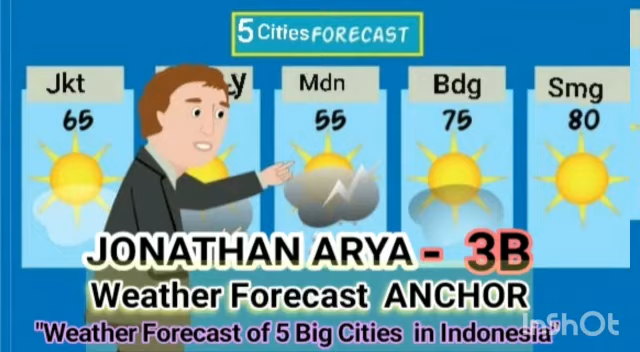 5 Cities FORECAST
Jkt
Mdn
Bdg
Smg
65
55
75
80
JONATHAN ARYA - 3B
Weather Forecast ANCHOR
InShOt
"Weather Forecast of 5 Big Cities in Indonesia"